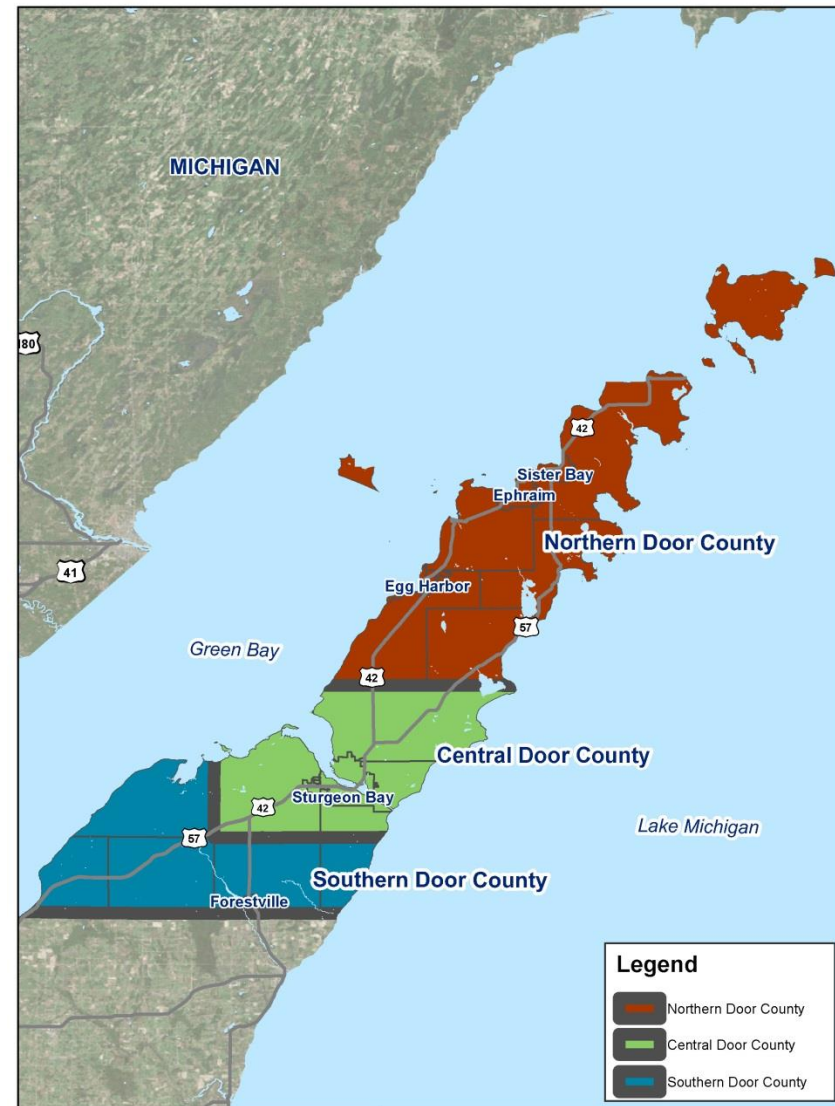 MICHIGAN
180
42
Sister Bay
Ephraim
Northern Door County
41
Egg Harbor
57
Green Bay
42
Central Door County
Sturgeon Bay
42
Lake Michigan
57
Southern Door County
Forestville
Legend
Northern Door County
Central Door County
Southern Door County